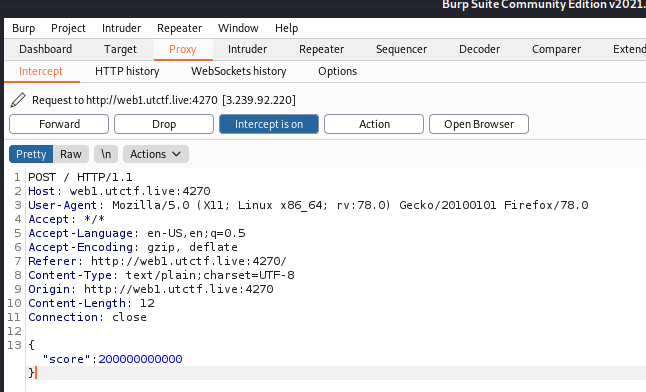 Burp Suite Community Edition v2021.
Burp Project Intruder Repeater Window Help
Dashboard Target Proxy Intruder Repeater Sequencer Decoder Comparer Extend
Intercept HTTP history WebSockets history Options
Request to http://web1.utctf.live:4270 [3.239.92.220]
Forward Drop Intercept is on Action Open Browser
Pretty Raw \n Actions
1 POST / HTTP/1.1
2 Host: web1.utctf.live:4270
3 User-Agent: Mozilla/5.0 (X11; Linux x86_64; rv:78.0) Gecko/20100101 Firefox/78.0
4 Accept: */*
5 Accept-Language: en-US,en;q=0.5
6 Accept-Encoding: gzip, deflate
7 Referer: http://web1.utctf.live:4270/
8 Content-Type: text/plain;charset=UTF-8
9 Origin: http://web1.utctf.live:4270
10 Content-Length: 12
11 Connection: close
12
13 {
"score":200000000000
}